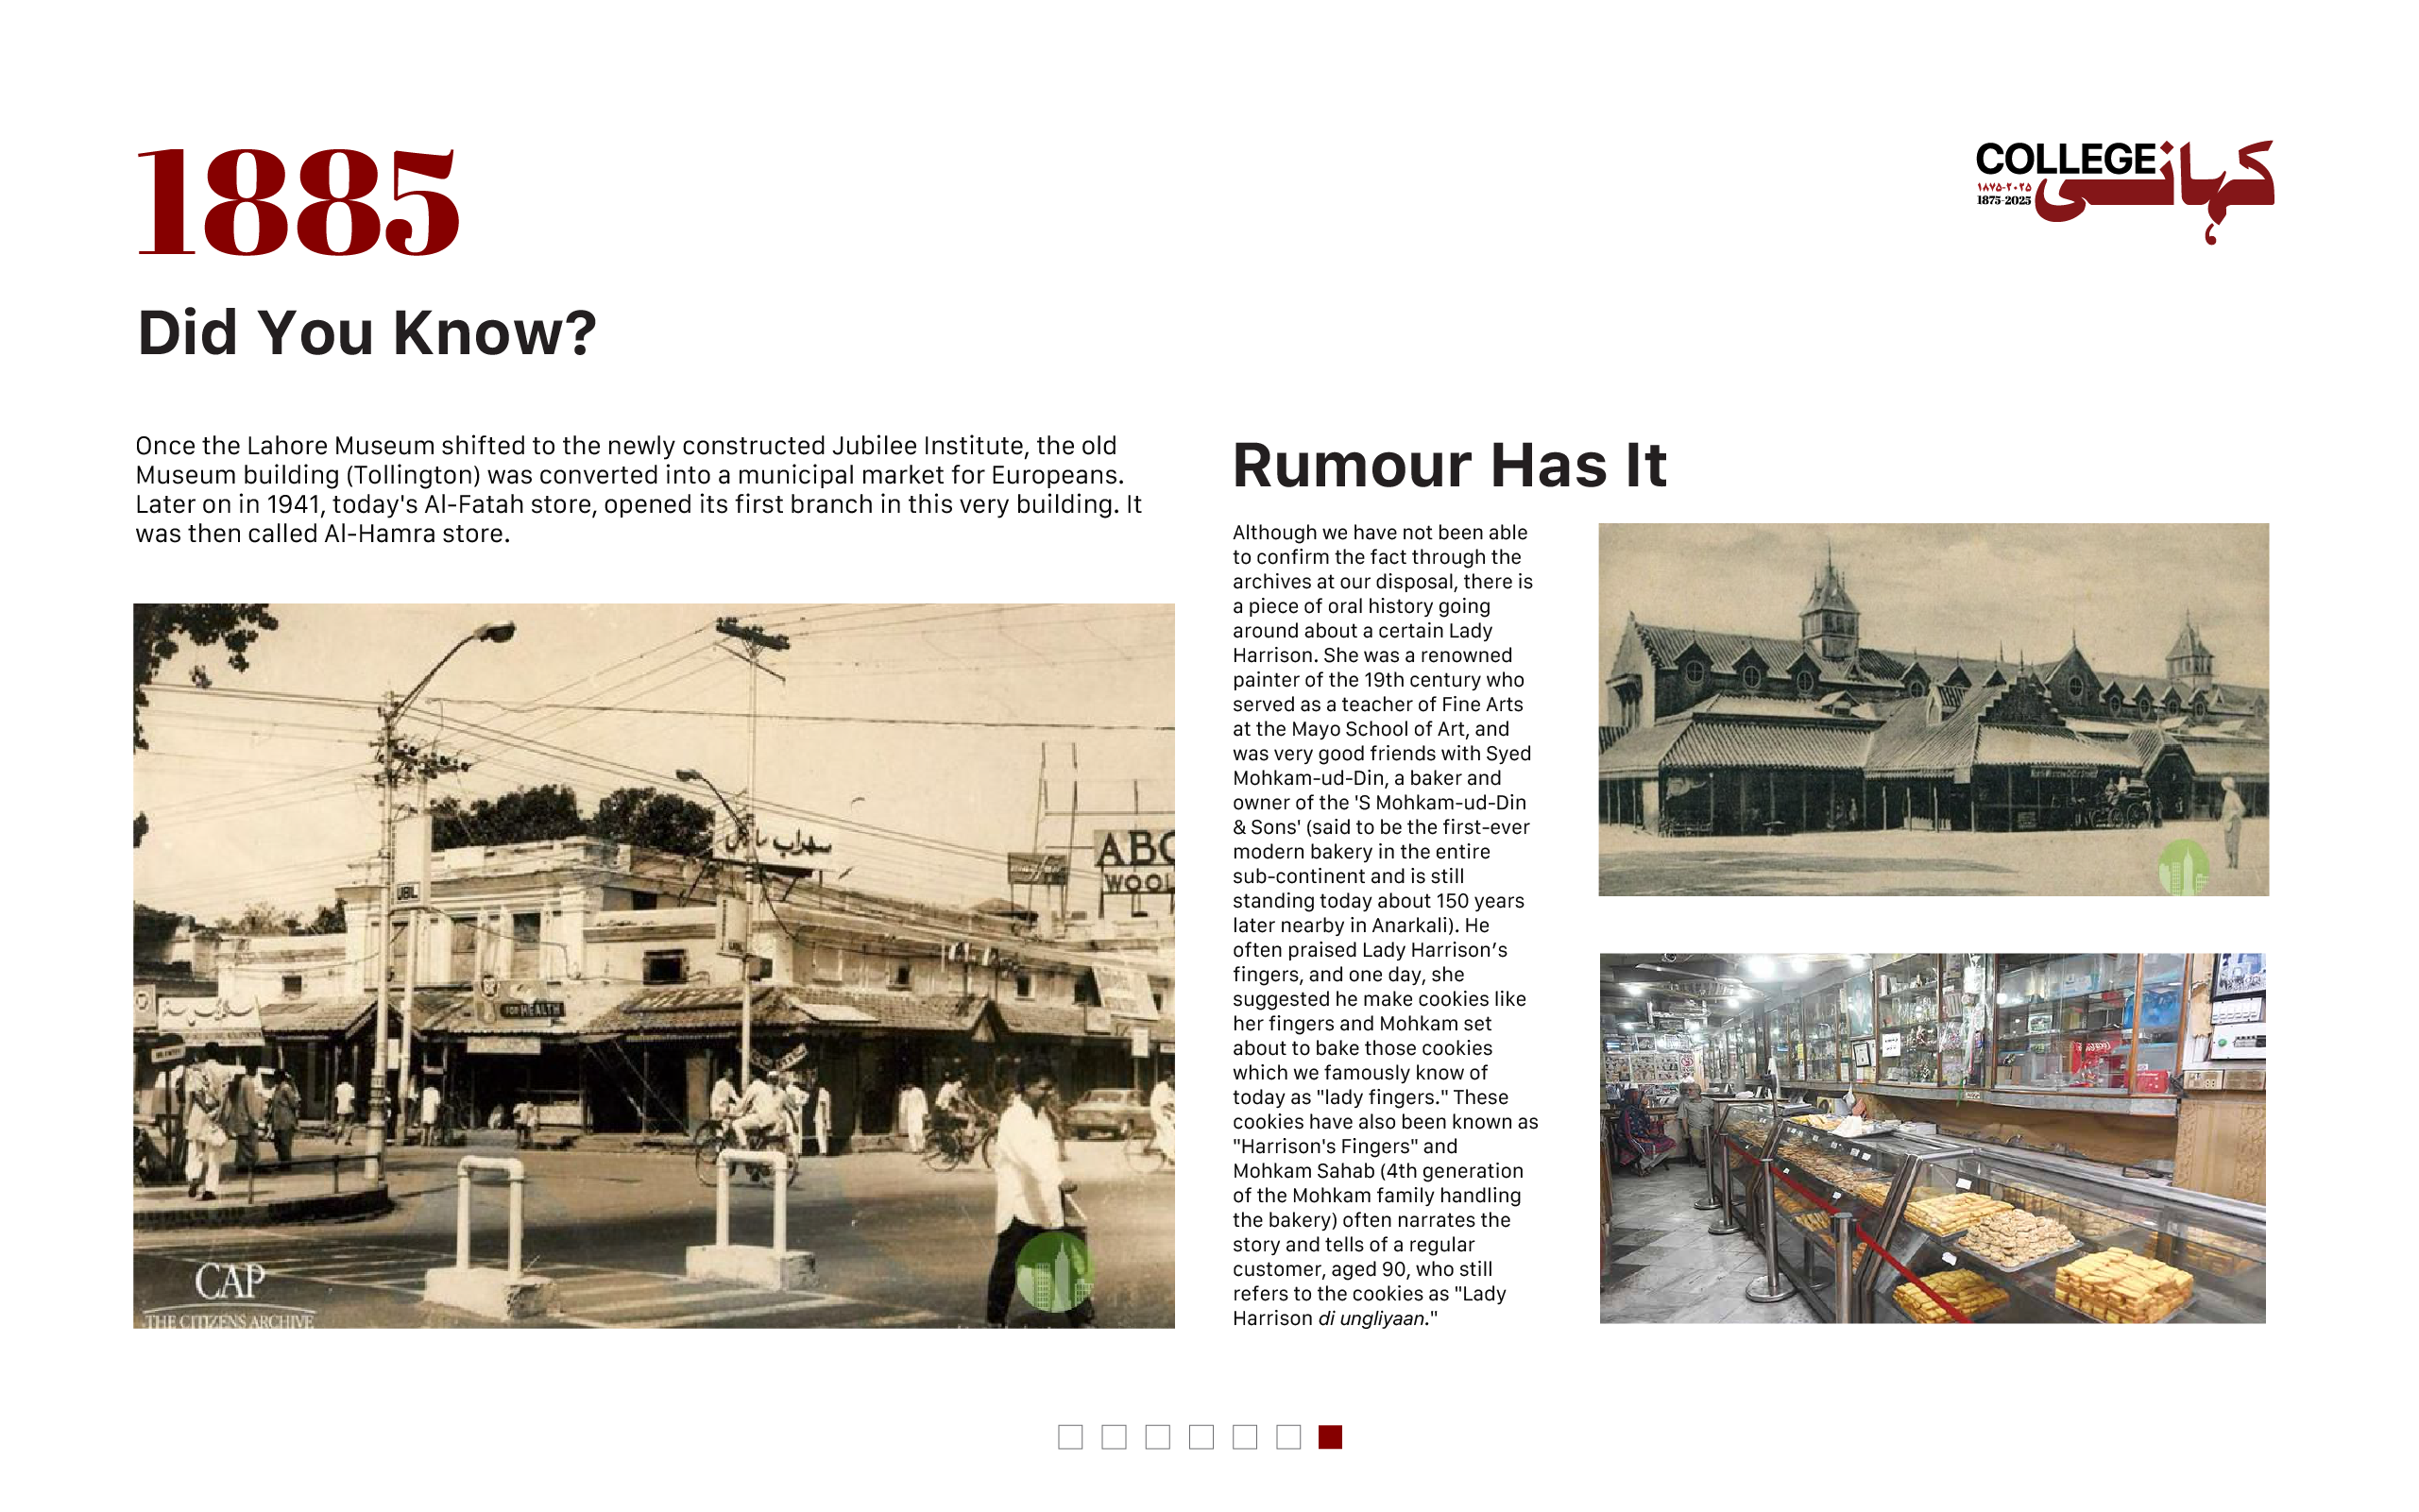 1885
COLLEGE کہانی
۱۸۷۵-۲۰۲۵
1875-2025
Did You Know?
Once the Lahore Museum shifted to the newly constructed Jubilee Institute, the old
Museum building (Tollington) was converted into a municipal market for Europeans.
Later on in 1941, today's Al-Fatah store, opened its first branch in this very building. It
was then called Al-Hamra store.
UBL
سہراب
ABC
WOOL
FOR HEALTH
CAP
THE CITIZENS ARCHIVE
Rumour Has It
Although we have not been able
to confirm the fact through the
archives at our disposal, there is
a piece of oral history going
around about a certain Lady
Harrison. She was a renowned
painter of the 19th century who
served as a teacher of Fine Arts
at the Mayo School of Art, and
was very good friends with Syed
Mohkam-ud-Din, a baker and
owner of the 'S Mohkam-ud-Din
& Sons' (said to be the first-ever
modern bakery in the entire
sub-continent and is still
standing today about 150 years
later nearby in Anarkali). He
often praised Lady Harrison’s
fingers, and one day, she
suggested he make cookies like
her fingers and Mohkam set
about to bake those cookies
which we famously know of
today as "lady fingers." These
cookies have also been known as
"Harrison's Fingers" and
Mohkam Sahab (4th generation
of the Mohkam family handling
the bakery) often narrates the
story and tells of a regular
customer, aged 90, who still
refers to the cookies as "Lady
Harrison di ungliyaan."